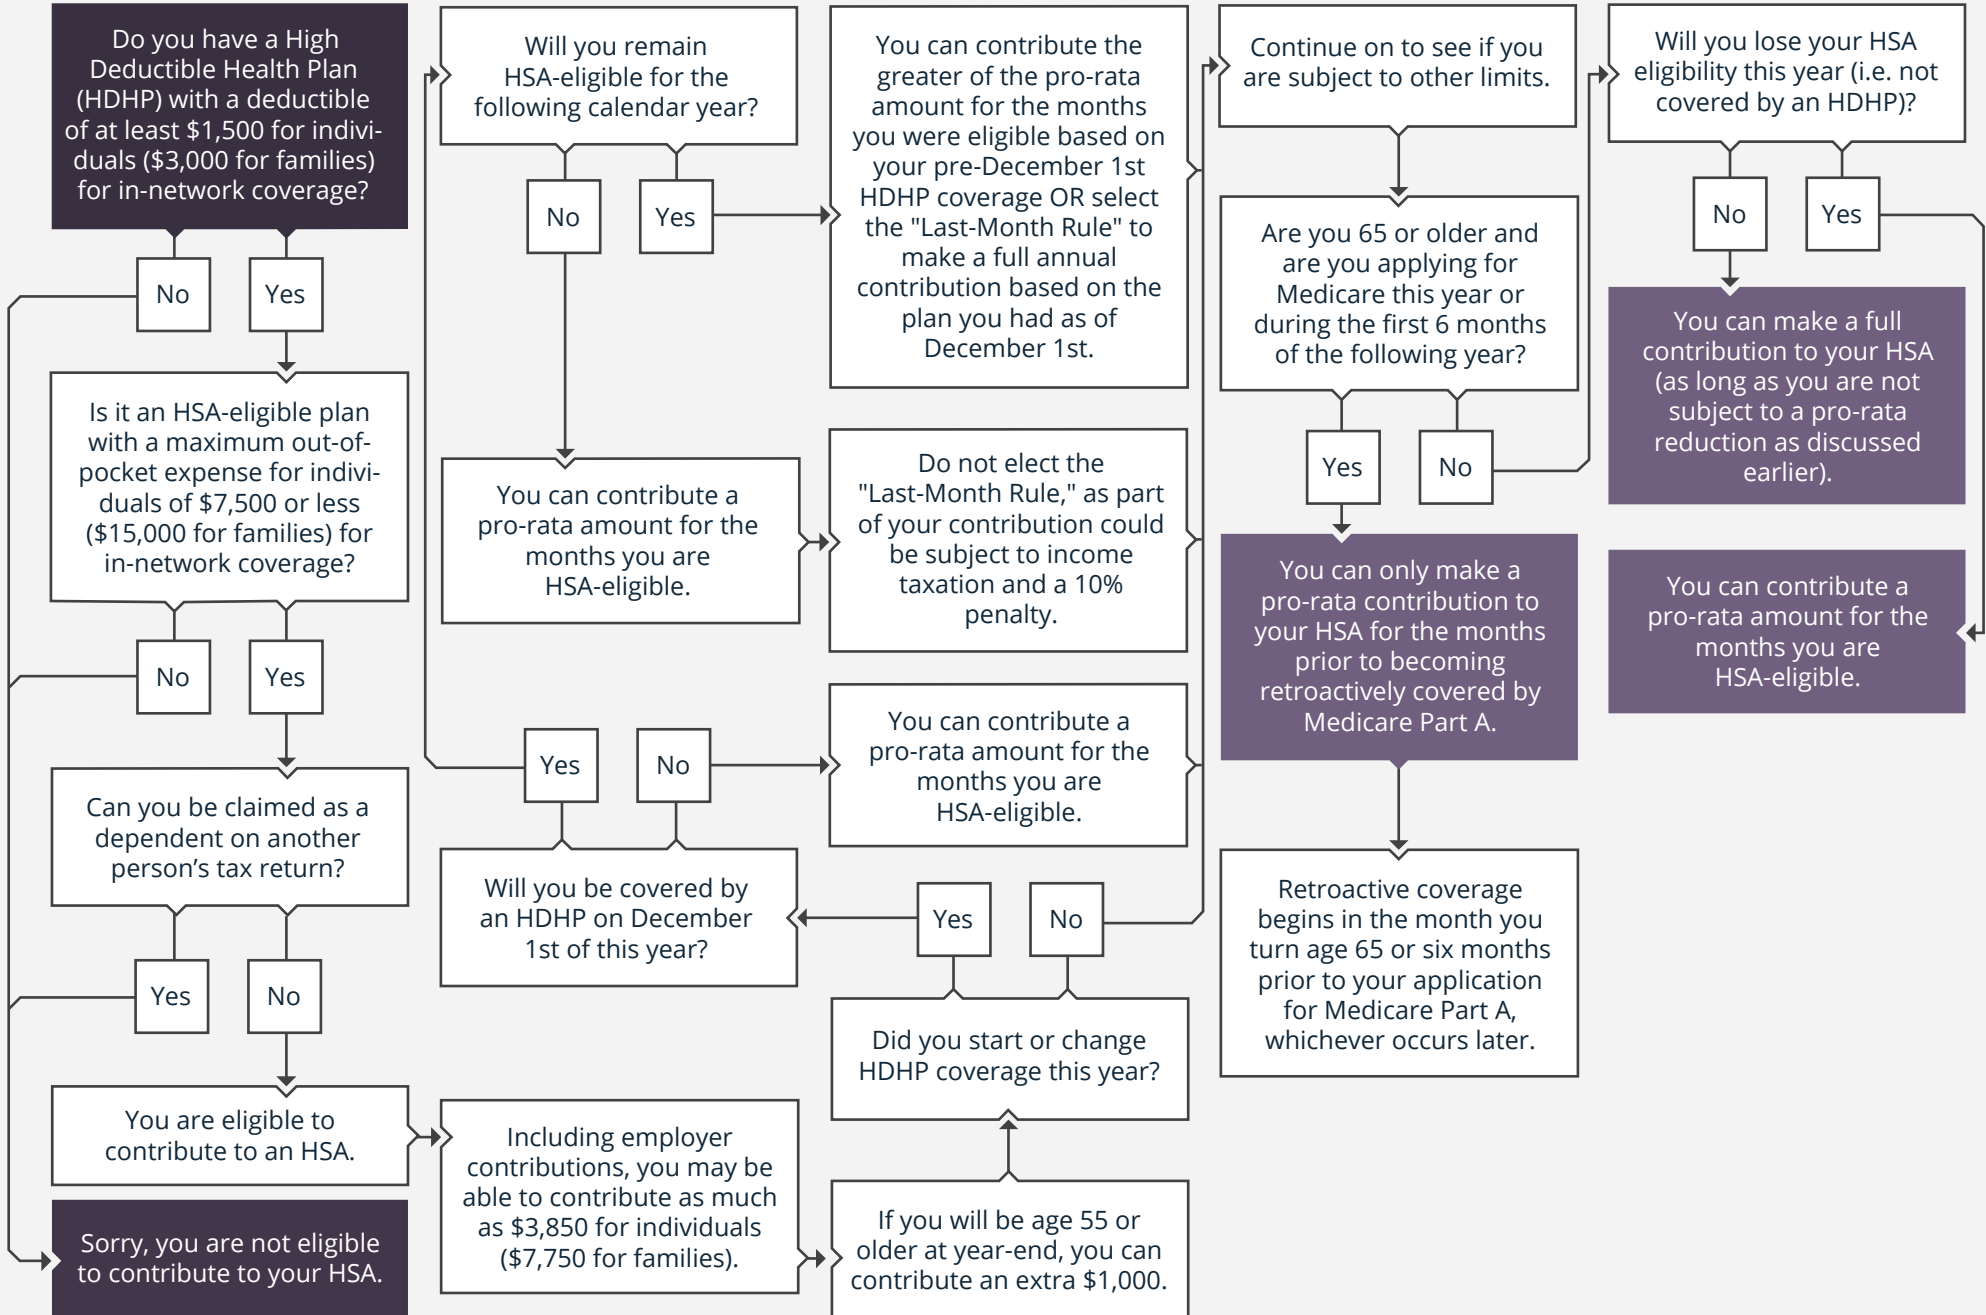 Do you have a High
Deductible Health Plan
(HDHP) with a deductible
of at least $1,500 for indivi-
duals ($3,000 for families)
for in-network coverage?
No
Yes
Is it an HSA-eligible plan
with a maximum out-of-
pocket expense for indivi-
duals of $7,500 or less
($15,000 for families) for
in-network coverage?
No
Yes
Can you be claimed as a
dependent on another
person’s tax return?
Yes
No
You are eligible to
contribute to an HSA.
Sorry, you are not eligible
to contribute to your HSA.
Including employer
contributions, you may be
able to contribute as much
as $3,850 for individuals
($7,750 for families).
If you will be age 55 or
older at year-end, you can
contribute an extra $1,000.
Did you start or change
HDHP coverage this year?
Yes
No
Will you be covered by
an HDHP on December
1st of this year?
Yes
No
You can contribute a
pro-rata amount for the
months you are
HSA-eligible.
Will you remain
HSA-eligible for the
following calendar year?
No
Yes
You can contribute a
pro-rata amount for the
months you are
HSA-eligible.
Do not elect the
"Last-Month Rule," as part
of your contribution could
be subject to income
taxation and a 10%
penalty.
You can contribute the
greater of the pro-rata
amount for the months
you were eligible based on
your pre-December 1st
HDHP coverage OR select
the "Last-Month Rule" to
make a full annual
contribution based on the
plan you had as of
December 1st.
Continue on to see if you
are subject to other limits.
Are you 65 or older and
are you applying for
Medicare this year or
during the first 6 months
of the following year?
Yes
No
You can only make a
pro-rata contribution to
your HSA for the months
prior to becoming
retroactively covered by
Medicare Part A.
Retroactive coverage
begins in the month you
turn age 65 or six months
prior to your application
for Medicare Part A,
whichever occurs later.
Will you lose your HSA
eligibility this year (i.e. not
covered by an HDHP)?
No
Yes
You can make a full
contribution to your HSA
(as long as you are not
subject to a pro-rata
reduction as discussed
earlier).
You can contribute a
pro-rata amount for the
months you are
HSA-eligible.